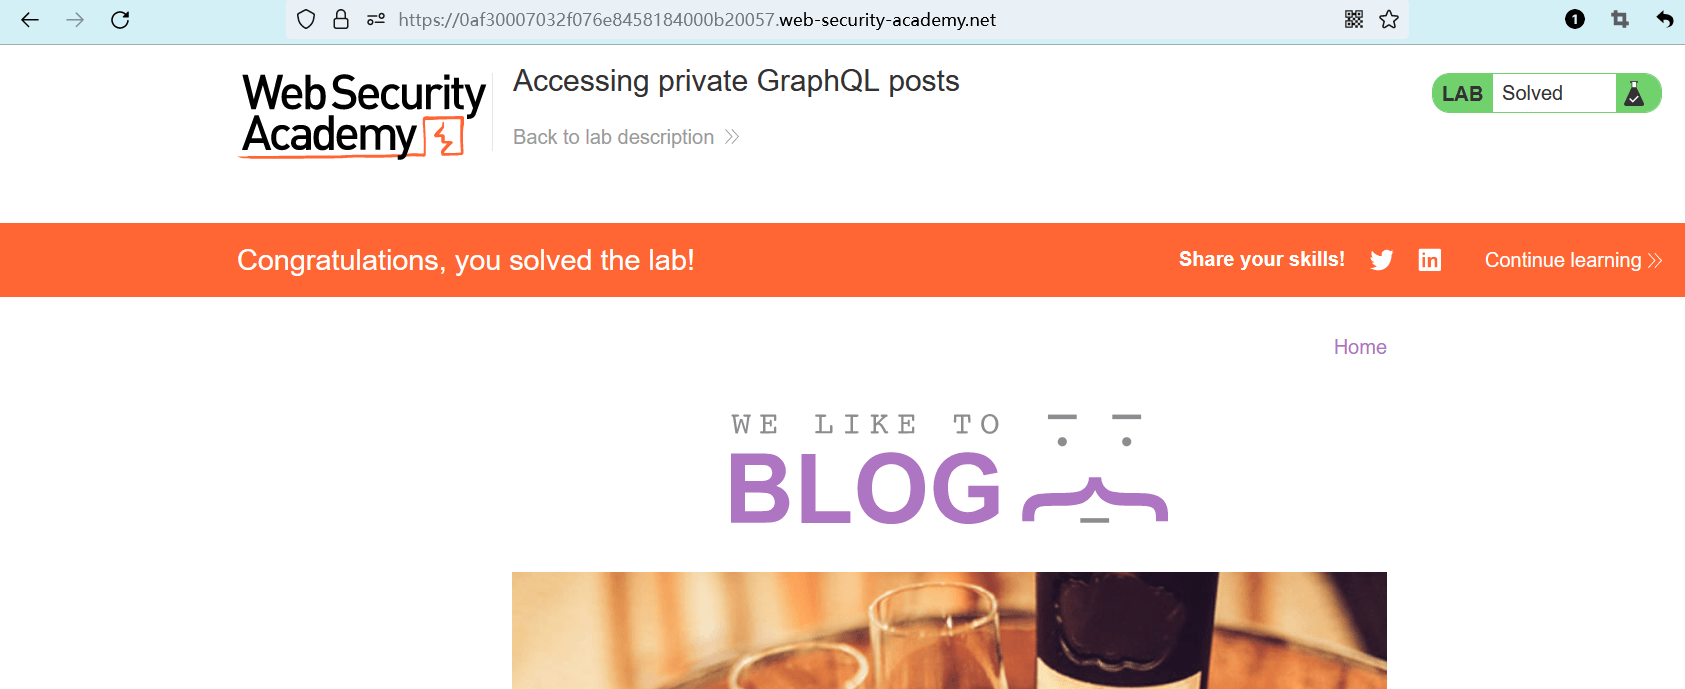 https://0af30007032f076e8458184000b20057.web-security-academy.net
1
Web Security
Academy
Accessing private GraphQL posts
Back to lab description
LAB Solved
Congratulations, you solved the lab!
Share your skills!
in
Continue learning
Home
WE LIKE TO
BLOG